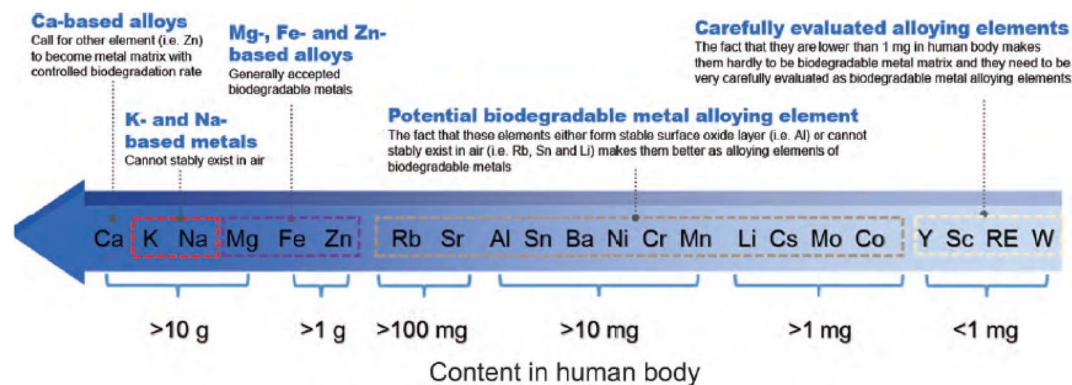 Ca-based alloys
Call for other element (i.e. Zn)
to become metal matrix with
controlled biodegradation rate
K- and Na-
based metals
Cannot stably exist in air
Mg-, Fe- and Zn-
based alloys
Generally accepted
biodegradable metals
Potential biodegradable metal alloying element
The fact that these elements either form stable surface oxide layer (i.e. Al) or cannot
stably exist in air (i.e. Rb, Sn and Li) makes them better as alloying elements of
biodegradable metals
Carefully evaluated alloying elements
The fact that they are lower than 1 mg in human body makes
them hardly to be biodegradable metal matrix and they need to be
very carefully evaluated as biodegradable metal alloying elements
Ca K Na Mg Fe Zn Rb Sr Al Sn Ba Ni Cr Mn Li Cs Mo Co Y Sc RE W
>10 g >1 g >100 mg >10 mg >1 mg <1 mg
Content in human body